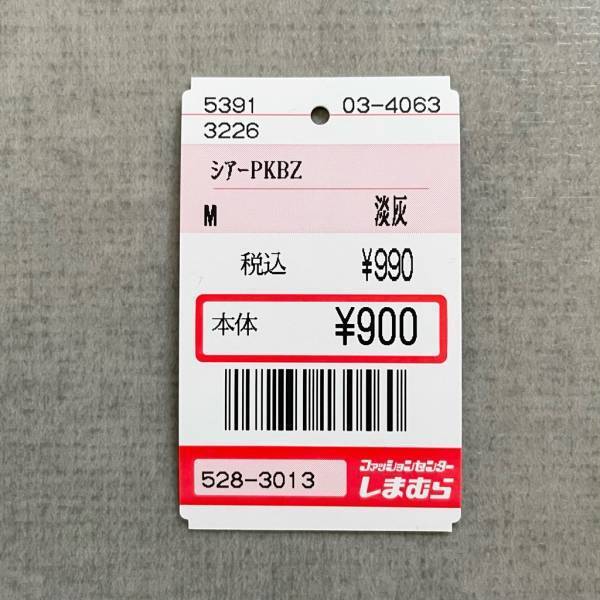 5391 03-4063
3226
シアーPKBZ
M 淡灰
税込 ¥990
本体 ¥900
528-3013
ファッションセンター
しまむら